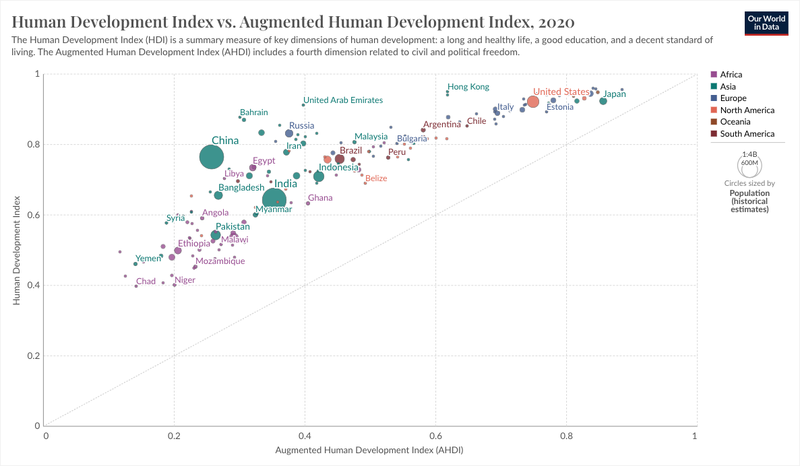 Human Development Index vs. Augmented Human Development Index, 2020
Our World
in Data
The Human Development Index (HDI) is a summary measure of key dimensions of human development: a long and healthy life, a good education, and a decent standard of
living. The Augmented Human Development Index (AHDI) includes a fourth dimension related to civil and political freedom.
1
0.8
0.6
0.4
0.2
0
Human Development Index
Hong Kong
United Arab Emirates
United States
Japan
Bahrain
Italy
Estonia
Russia
Argentina
Chile
China
Malaysia
Bulgaria
Iran
Brazil
Peru
Egypt
Libya
Indonesia
Belize
Bangladesh
India
Ghana
Myanmar
Syria
Angola
Pakistan
Ethiopia
Malawi
Yemen
Mozambique
Chad
Niger
0
0.2
0.4
0.6
0.8
1
Augmented Human Development Index (AHDI)
Africa
Asia
Europe
North America
Oceania
South America
1:4B
600M
Circles sized by
Population
(historical
estimates)